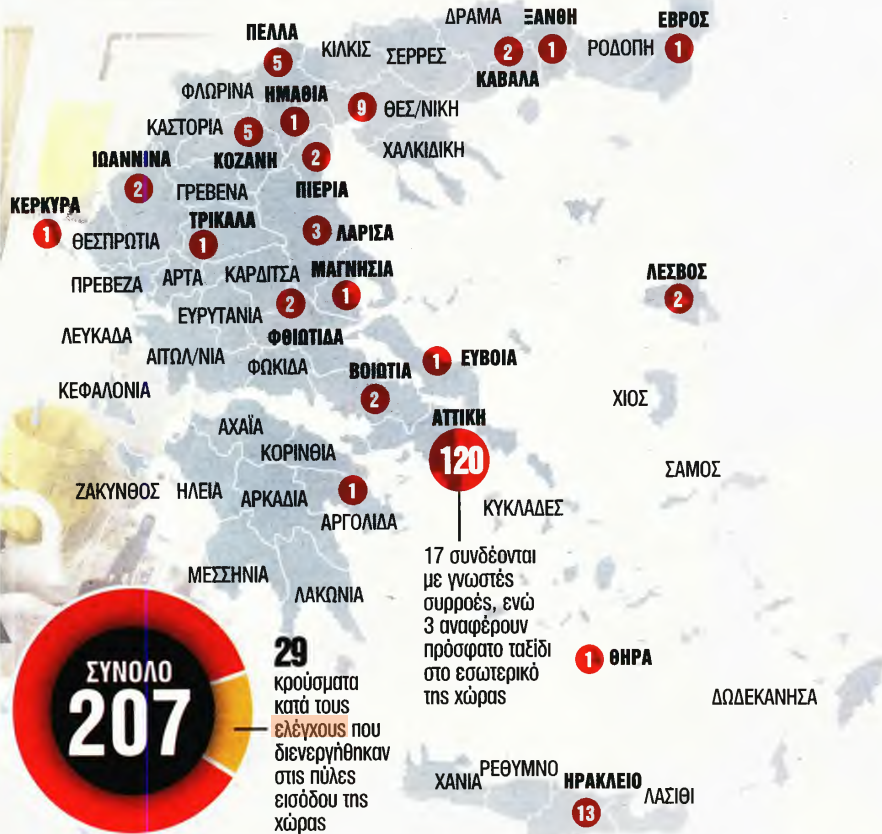 ΔΡΑΜΑ
ΞΑΝΘΗ
1
ΕΒΡΟΣ
1
ΠΕΛΛΑ
5
ΚΙΛΚΙΣ
ΣΕΡΡΕΣ
2
ΚΑΒΑΛΑ
ΡΟΔΟΠΗ
ΦΛΩΡΙΝΑ
ΗΜΑΘΙΑ
1
9 ΘΕΣ/ΝΙΚΗ
ΚΑΣΤΟΡΙΑ
5
ΚΟΖΑΝΗ
2
ΠΙΕΡΙΑ
ΧΑΛΚΙΔΙΚΗ
ΙΩΑΝΝΙΝΑ
2
ΓΡΕΒΕΝΑ
ΚΕΡΚΥΡΑ
1
ΘΕΣΠΡΩΤΙΑ
ΤΡΙΚΑΛΑ
1
3 ΛΑΡΙΣΑ
ΠΡΕΒΕΖΑ
ΑΡΤΑ
ΚΑΡΔΙΤΣΑ
ΜΑΓΝΗΣΙΑ
1
ΛΕΣΒΟΣ
2
ΕΥΡΥΤΑΝΙΑ
2
ΦΘΙΩΤΙΔΑ
ΛΕΥΚΑΔΑ
ΑΙΤΩΛ/ΝΙΑ
ΦΩΚΙΔΑ
ΒΟΙΩΤΙΑ
2
1 ΕΥΒΟΙΑ
ΚΕΦΑΛΟΝΙΑ
ΧΙΟΣ
ΑΧΑΪΑ
ΚΟΡΙΝΘΙΑ
ΑΤΤΙΚΗ
120
ΣΑΜΟΣ
ΖΑΚΥΝΘΟΣ
ΗΛΕΙΑ
ΑΡΚΑΔΙΑ
1
ΑΡΓΟΛΙΔΑ
ΚΥΚΛΑΔΕΣ
17 συνδέονται
με γνωστές
συρροές, ενώ
3 αναφέρουν
πρόσφατο ταξίδι
στο εσωτερικό
της χώρας
ΜΕΣΣΗΝΙΑ
ΛΑΚΩΝΙΑ
ΣΥΝΟΛΟ
207
29
κρούσματα
κατά τους
ελέγχους που
διενεργήθηκαν
στις πύλες
εισόδου της
χώρας
1 ΘΗΡΑ
ΔΩΔΕΚΑΝΗΣΑ
ΧΑΝΙΑ
ΡΕΘΥΜΝΟ
ΗΡΑΚΛΕΙΟ
13
ΛΑΣΙΘΙ